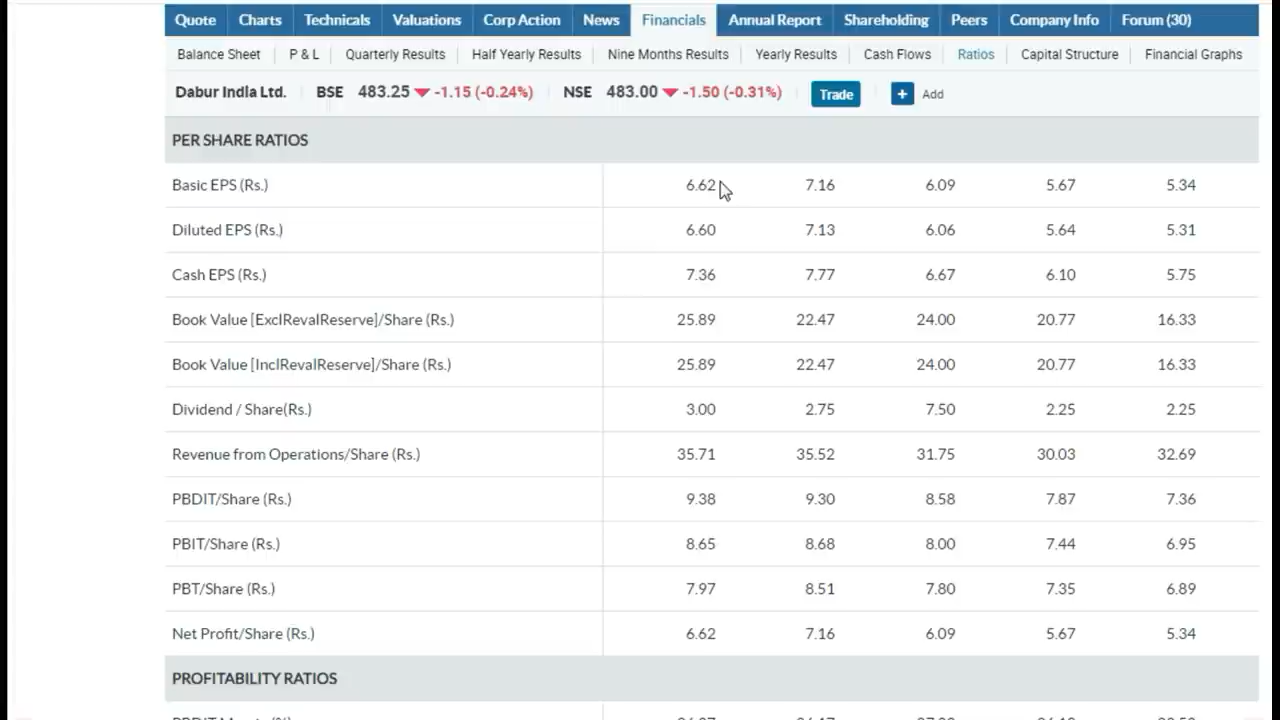 Quote Charts Technicals Valuations Corp Action News Financials Annual Report Shareholding Peers Company Info Forum (30)
Balance Sheet P & L Quarterly Results Half Yearly Results Nine Months Results Yearly Results Cash Flows Ratios Capital Structure Financial Graphs
Dabur India Ltd. BSE 483.25 -1.15 (-0.24%) NSE 483.00 -1.50 (-0.31%) Trade + Add
PER SHARE RATIOS
Basic EPS (Rs.) 6.62 7.16 6.09 5.67 5.34
Diluted EPS (Rs.) 6.60 7.13 6.06 5.64 5.31
Cash EPS (Rs.) 7.36 7.77 6.67 6.10 5.75
Book Value [ExclRevalReserve]/Share (Rs.) 25.89 22.47 24.00 20.77 16.33
Book Value [InclRevalReserve]/Share (Rs.) 25.89 22.47 24.00 20.77 16.33
Dividend / Share(Rs.) 3.00 2.75 7.50 2.25 2.25
Revenue from Operations/Share (Rs.) 35.71 35.52 31.75 30.03 32.69
PBDIT/Share (Rs.) 9.38 9.30 8.58 7.87 7.36
PBIT/Share (Rs.) 8.65 8.68 8.00 7.44 6.95
PBT/Share (Rs.) 7.97 8.51 7.80 7.35 6.89
Net Profit/Share (Rs.) 6.62 7.16 6.09 5.67 5.34
PROFITABILITY RATIOS